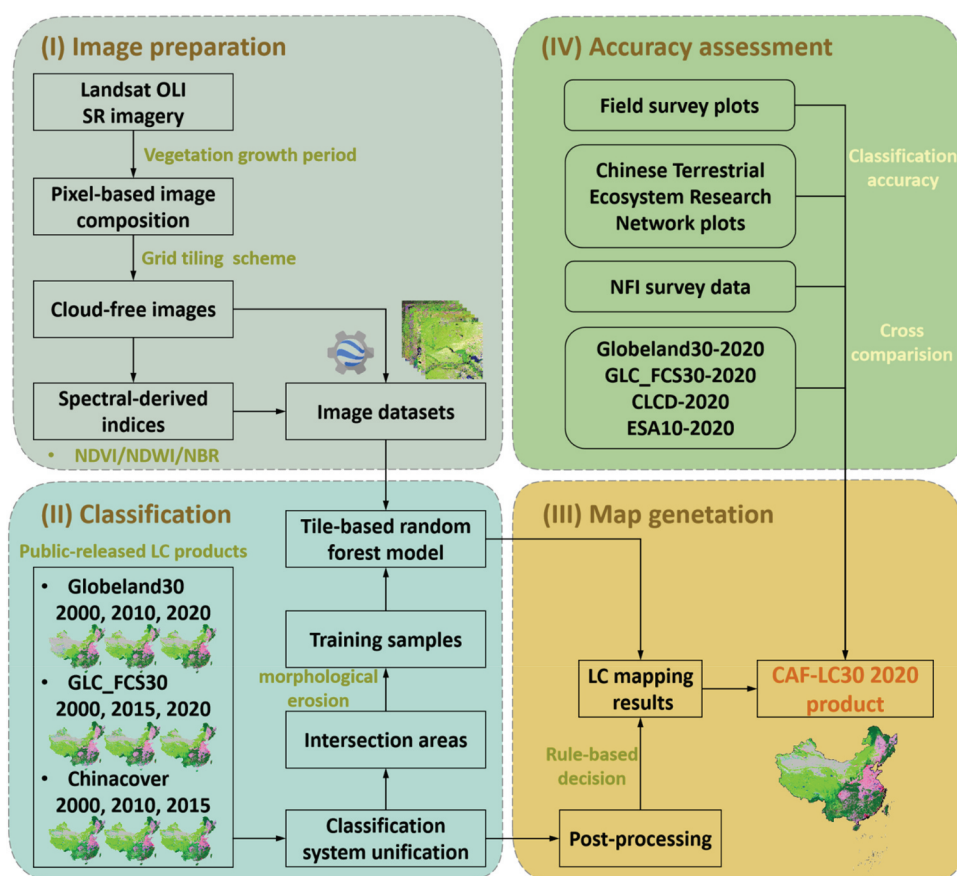 (I) Image preparation
Landsat OLI
SR imagery
Vegetation growth period
Pixel-based image
composition
Grid tiling scheme
Cloud-free images
Spectral-derived
indices
Image datasets
• NDVI/NDWI/NBR
(IV) Accuracy assessment
Field survey plots
Classification
accuracy
Chinese Terrestrial
Ecosystem Research
Network plots
NFI survey data
Cross
comparision
Globeland30-2020
GLC_FCS30-2020
CLCD-2020
ESA10-2020
(II) Classification
Public-released LC products
• Globeland30
2000, 2010, 2020
• GLC_FCS30
2000, 2015, 2020
• Chinacover
2000, 2010, 2015
Tile-based random
forest model
Training samples
morphological
erosion
Intersection areas
Classification
system unification
(III) Map genetation
LC mapping
results
CAF-LC30 2020
product
Rule-based
decision
Post-processing